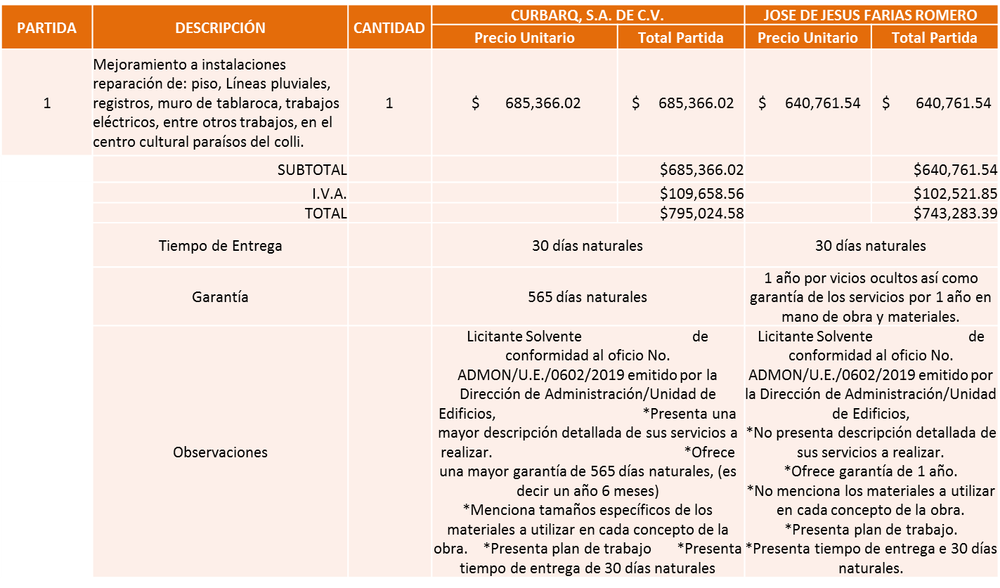 PARTIDA DESCRIPCIÓN CANTIDAD CURBARQ, S.A. DE C.V. JOSE DE JESUS FARIAS ROMERO
Precio Unitario Total Partida Precio Unitario Total Partida
1
Mejoramiento a instalaciones
reparación de: piso, Líneas pluviales,
registros, muro de tablaroca, trabajos
eléctricos, entre otros trabajos, en el
centro cultural paraísos del colli.
1 $ 685,366.02 $ 685,366.02 $ 640,761.54 $ 640,761.54
SUBTOTAL $685,366.02 $640,761.54
I.V.A. $109,658.56 $102,521.85
TOTAL $795,024.58 $743,283.39
Tiempo de Entrega 30 días naturales 30 días naturales
Garantía 565 días naturales
1 año por vicios ocultos así como
garantía de los servicios por 1 año en
mano de obra y materiales.
Observaciones
Licitante Solvente de
conformidad al oficio No.
ADMON/U.E./0602/2019 emitido por la
Dirección de Administración/Unidad de
Edificios, *Presenta una
mayor descripción detallada de sus servicios a
realizar. *Ofrece
una mayor garantía de 565 días naturales, (es
decir un año 6 meses)
*Menciona tamaños específicos de los
materiales a utilizar en cada concepto de la
obra. *Presenta plan de trabajo *Presenta
tiempo de entrega de 30 días naturales
Licitante Solvente de
conformidad al oficio No.
ADMON/U.E./0602/2019 emitido por
la Dirección de Administración/Unidad
de Edificios,
*No presenta descripción detallada de
sus servicios a realizar.
*Ofrece garantía de 1 año.
*No menciona los materiales a utilizar
en cada concepto de la obra.
*Presenta plan de trabajo.
*Presenta tiempo de entrega e 30 días
naturales.